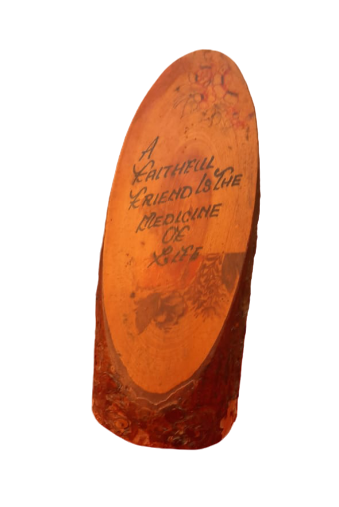 A
FAITHFUL
FRIEND IS THE
MEDICINE
OF
LIFE